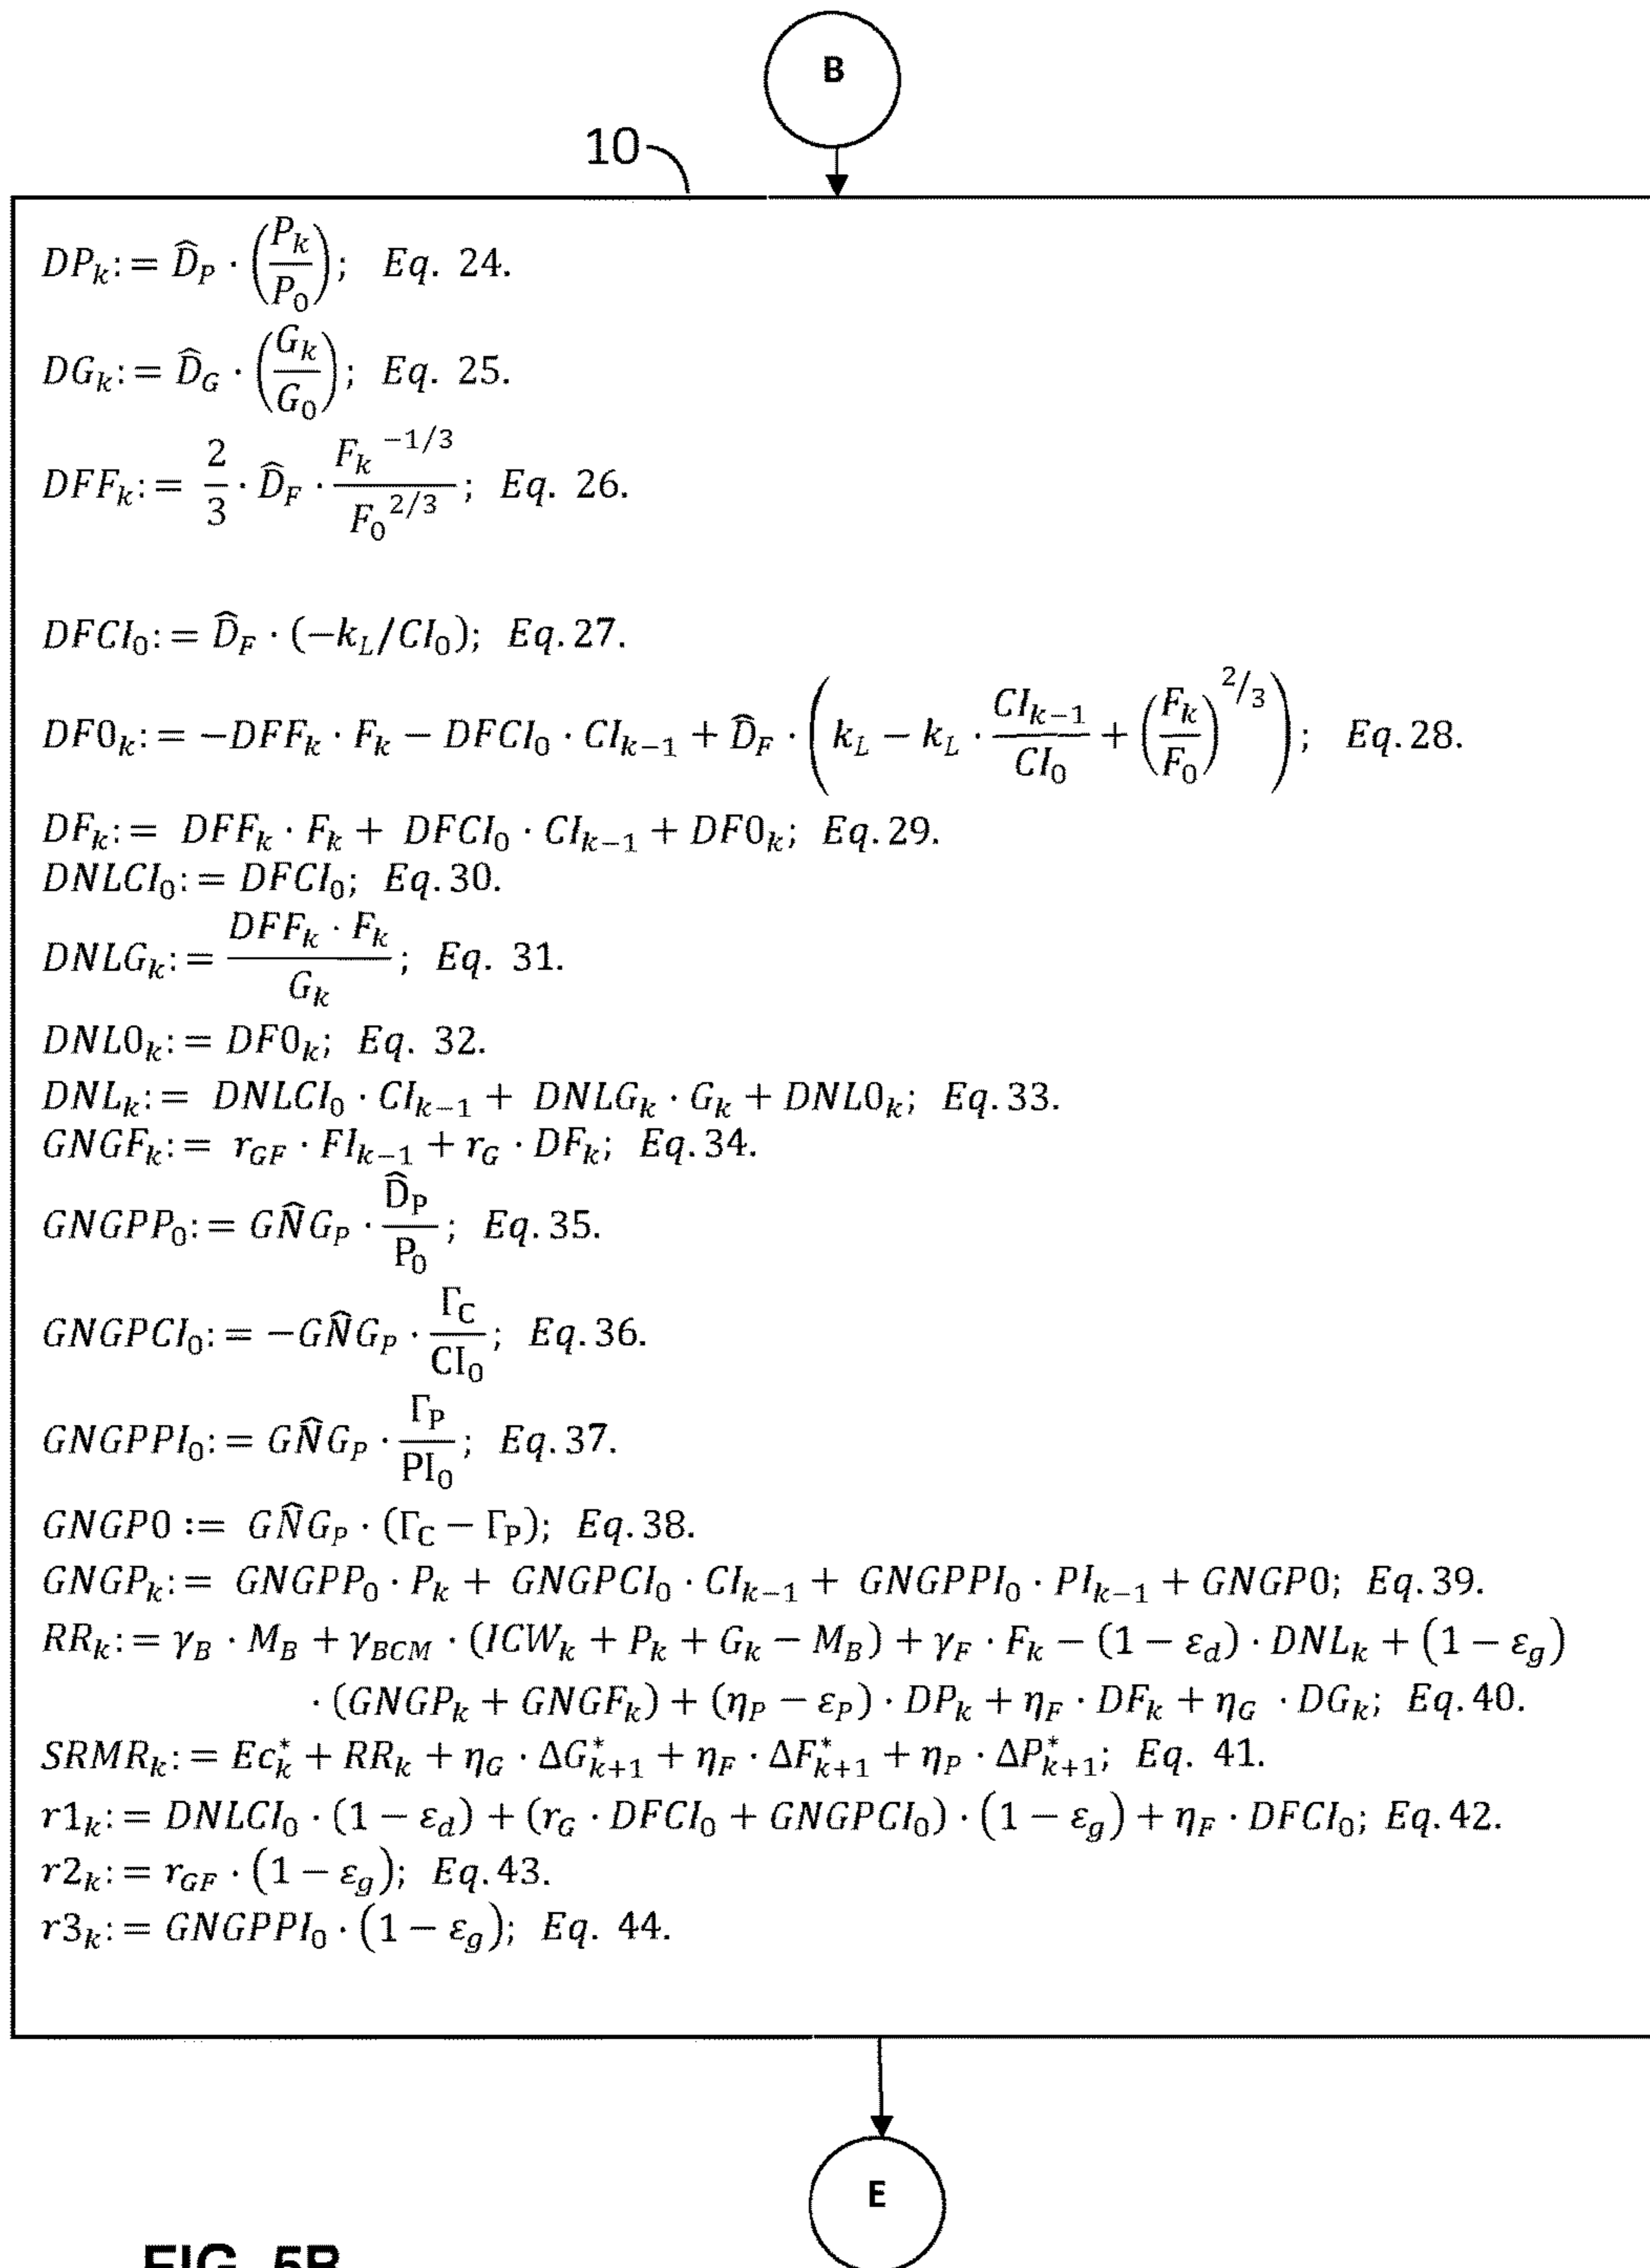 B
10
DP_k := D̂_P · (P_k / P_0); Eq. 24.
DG_k := D̂_G · (G_k / G_0); Eq. 25.
DFF_k := 2/3 · D̂_F · F_k^{-1/3} / F_0^{2/3}; Eq. 26.
DFCI_0 := D̂_F · (−k_L/CI_0); Eq.27.
DF0_k := −DFF_k · F_k − DFCI_0 · CI_{k−1} + D̂_F · (k_L − k_L · CI_{k−1} / CI_0 + (F_k / F_0)^{2/3}); Eq.28.
DF_k := DFF_k · F_k + DFCI_0 · CI_{k−1} + DF0_k; Eq.29.
DNLCI_0 := DFCI_0; Eq.30.
DNLG_k := DFF_k · F_k / G_k; Eq. 31.
DNL0_k := DF0_k; Eq. 32.
DNL_k := DNLCI_0 · CI_{k−1} + DNLG_k · G_k + DNL0_k; Eq.33.
GNGF_k := r_{GF} · FI_{k−1} + r_G · DF_k; Eq.34.
GNGPP_0 := GN̂G_P · D̂_P / P_0; Eq.35.
GNGPCI_0 := −GN̂G_P · Γ_C / CI_0; Eq.36.
GNGPPI_0 := GN̂G_P · Γ_P / PI_0; Eq.37.
GNGP0 := GN̂G_P · (Γ_C − Γ_P); Eq.38.
GNGP_k := GNGPP_0 · P_k + GNGPCI_0 · CI_{k−1} + GNGPPI_0 · PI_{k−1} + GNGP0; Eq.39.
RR_k := γ_B · M_B + γ_{BCM} · (ICW_k + P_k + G_k − M_B) + γ_F · F_k − (1 − ε_d) · DNL_k + (1 − ε_g)
· (GNGP_k + GNGF_k) + (η_P − ε_P) · DP_k + η_F · DF_k + η_G · DG_k; Eq.40.
SRMR_k := Ec*_k + RR_k + η_G · ΔG*_{k+1} + η_F · ΔF*_{k+1} + η_P · ΔP*_{k+1}; Eq. 41.
r1_k := DNLCI_0 · (1 − ε_d) + (r_G · DFCI_0 + GNGPCI_0) · (1 − ε_g) + η_F · DFCI_0; Eq.42.
r2_k := r_{GF} · (1 − ε_g); Eq.43.
r3_k := GNGPPI_0 · (1 − ε_g); Eq. 44.
E
FIG. 5B